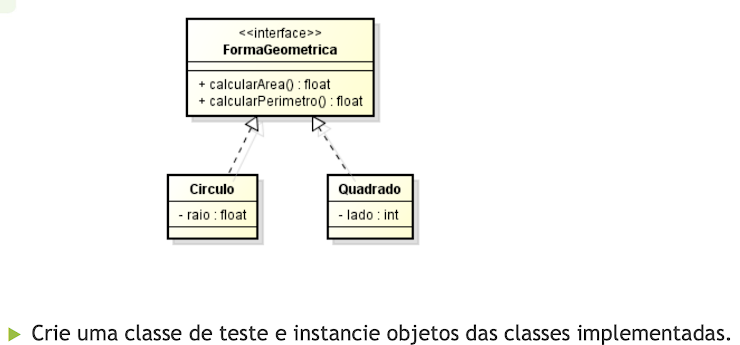 <<interface>>
FormaGeometrica
+ calcularArea() : float
+ calcularPerimetro() : float
Circulo
- raio : float
Quadrado
- lado : int
Crie uma classe de teste e instancie objetos das classes implementadas.